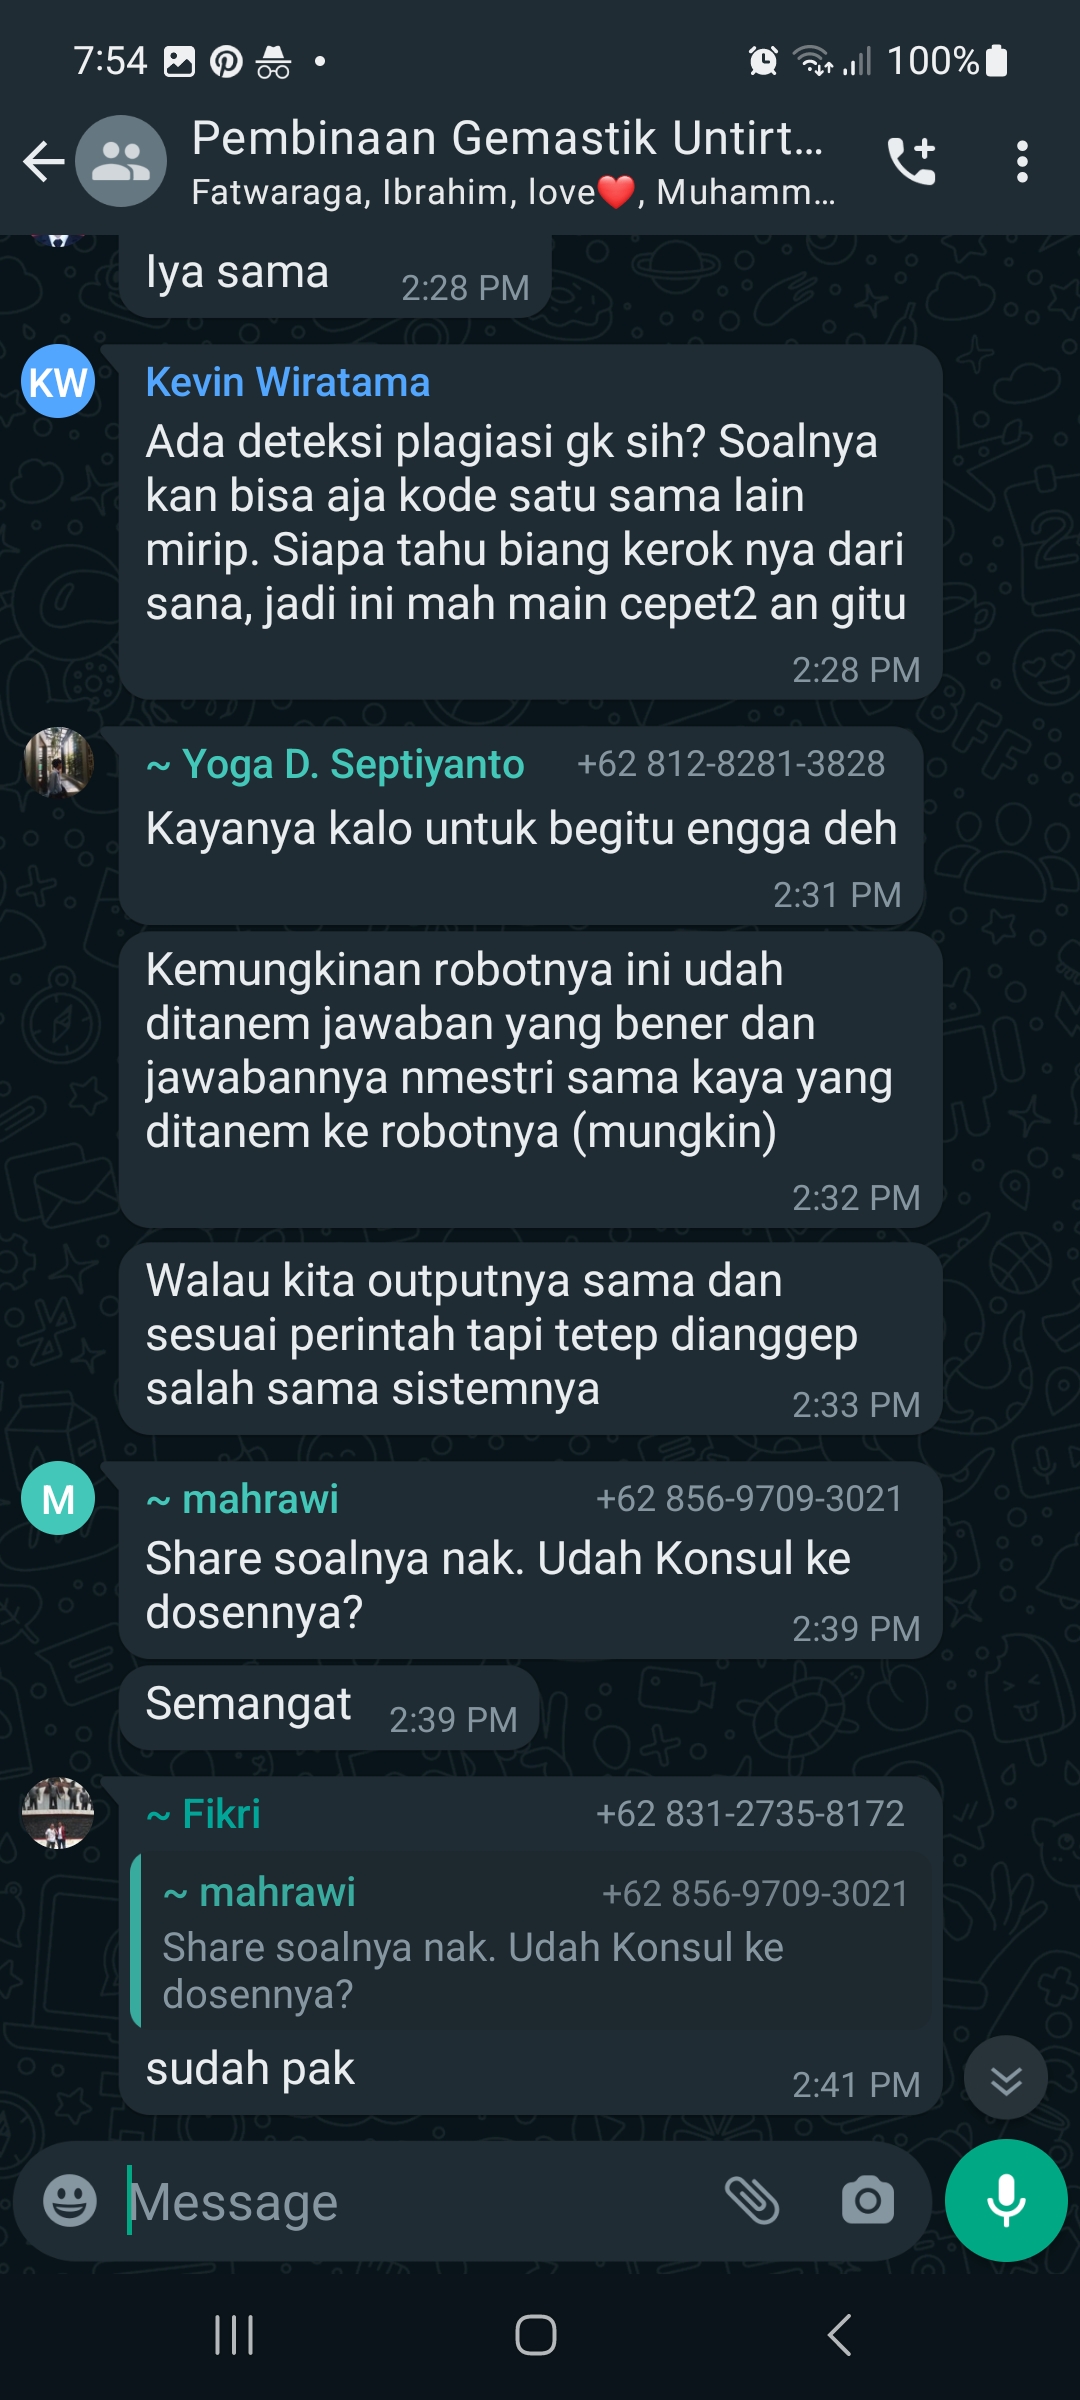 7:54
100%
Pembinaan Gemastik Untirt...
Fatwaraga, Ibrahim, love❤️, Muhamm...
Iya sama
2:28 PM
KW
Kevin Wiratama
Ada deteksi plagiasi gk sih? Soalnya
kan bisa aja kode satu sama lain
mirip. Siapa tahu biang kerok nya dari
sana, jadi ini mah main cepet2 an gitu
2:28 PM
~ Yoga D. Septiyanto +62 812-8281-3828
Kayanya kalo untuk begitu engga deh
2:31 PM
Kemungkinan robotnya ini udah
ditanem jawaban yang bener dan
jawabannya nmestri sama kaya yang
ditanem ke robotnya (mungkin)
2:32 PM
Walau kita outputnya sama dan
sesuai perintah tapi tetep dianggep
salah sama sistemnya
2:33 PM
M
~ mahrawi +62 856-9709-3021
Share soalnya nak. Udah Konsul ke
dosennya?
2:39 PM
Semangat
2:39 PM
~ Fikri +62 831-2735-8172
~ mahrawi +62 856-9709-3021
Share soalnya nak. Udah Konsul ke
dosennya?
sudah pak
2:41 PM
Message